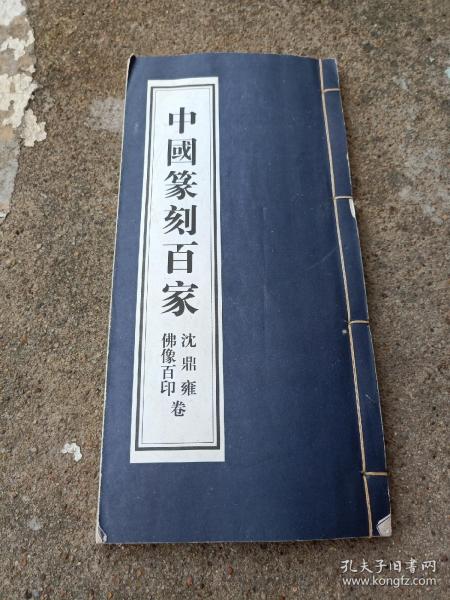 中國篆刻百家
沈鼎雍
佛像百印
卷
孔夫子旧书网
www.kongfz.com